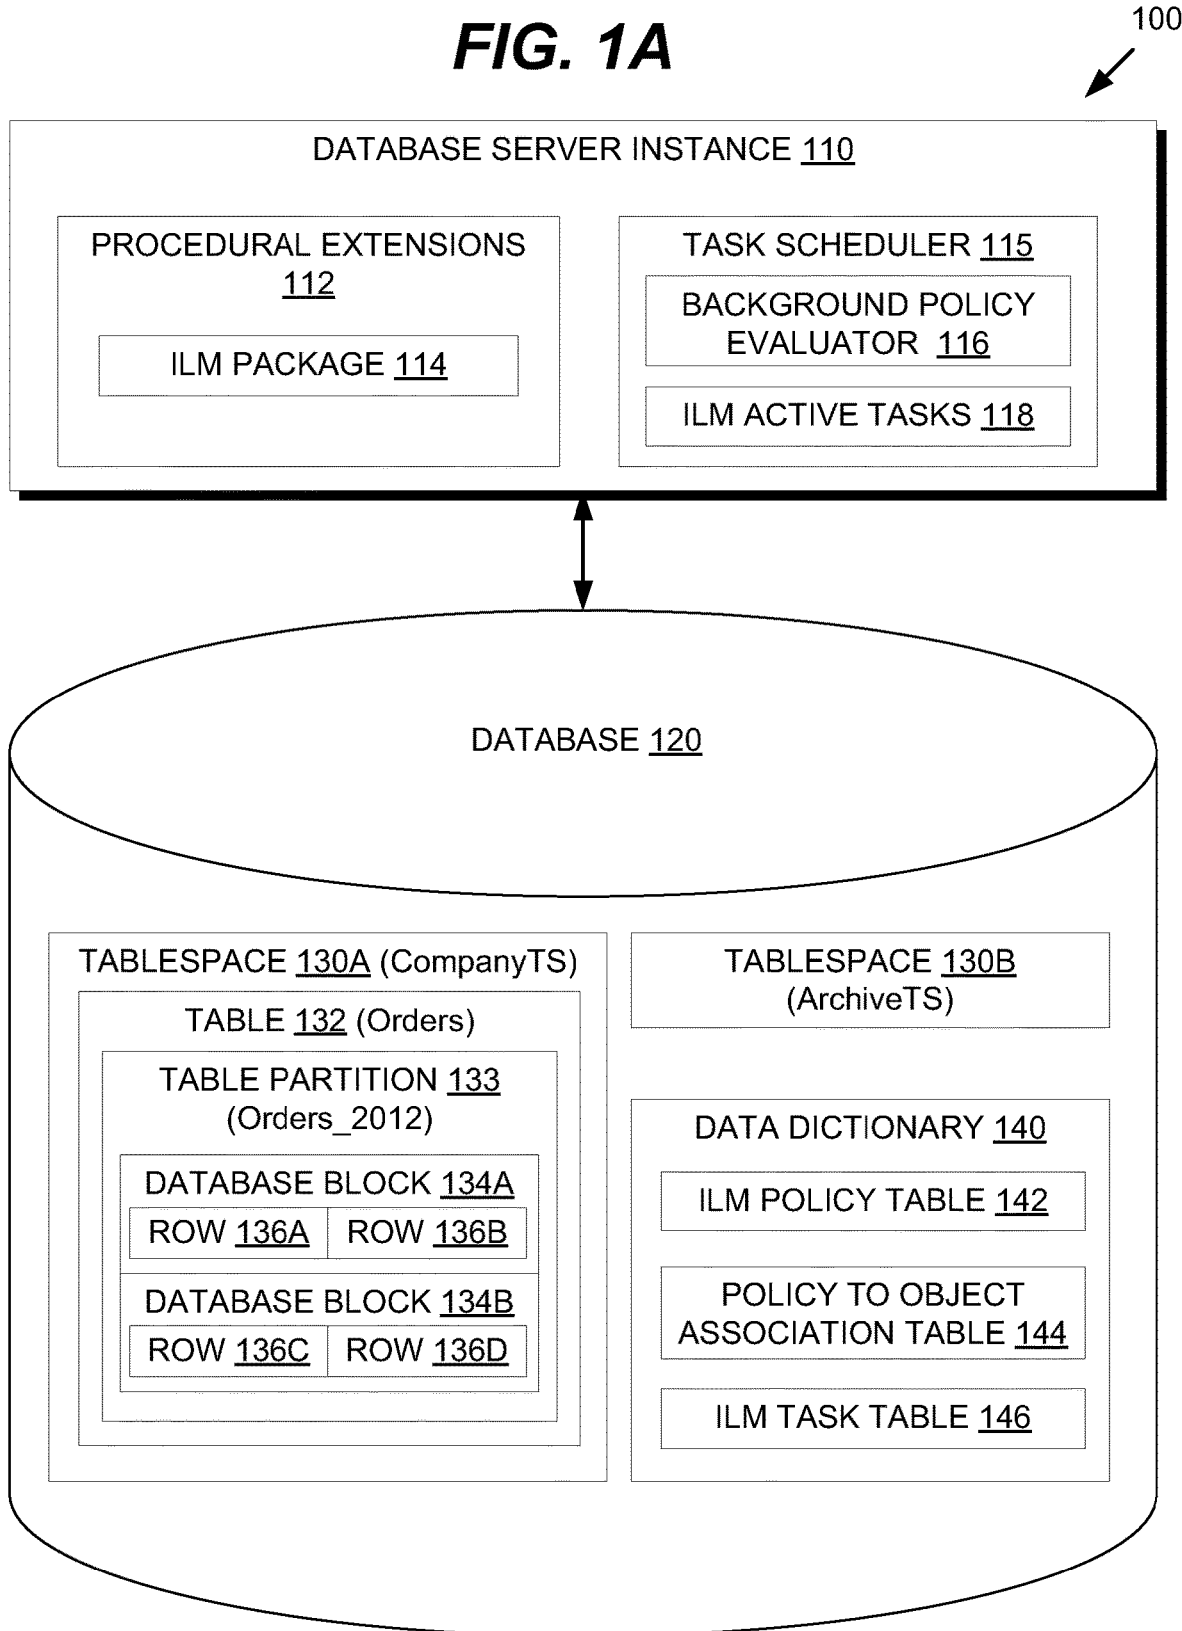 FIG. 1A
100
DATABASE SERVER INSTANCE 110
PROCEDURAL EXTENSIONS
112
ILM PACKAGE 114
TASK SCHEDULER 115
BACKGROUND POLICY
EVALUATOR 116
ILM ACTIVE TASKS 118
DATABASE 120
TABLESPACE 130A (CompanyTS)
TABLE 132 (Orders)
TABLE PARTITION 133
(Orders_2012)
DATABASE BLOCK 134A
ROW 136A ROW 136B
DATABASE BLOCK 134B
ROW 136C ROW 136D
TABLESPACE 130B
(ArchiveTS)
DATA DICTIONARY 140
ILM POLICY TABLE 142
POLICY TO OBJECT
ASSOCIATION TABLE 144
ILM TASK TABLE 146